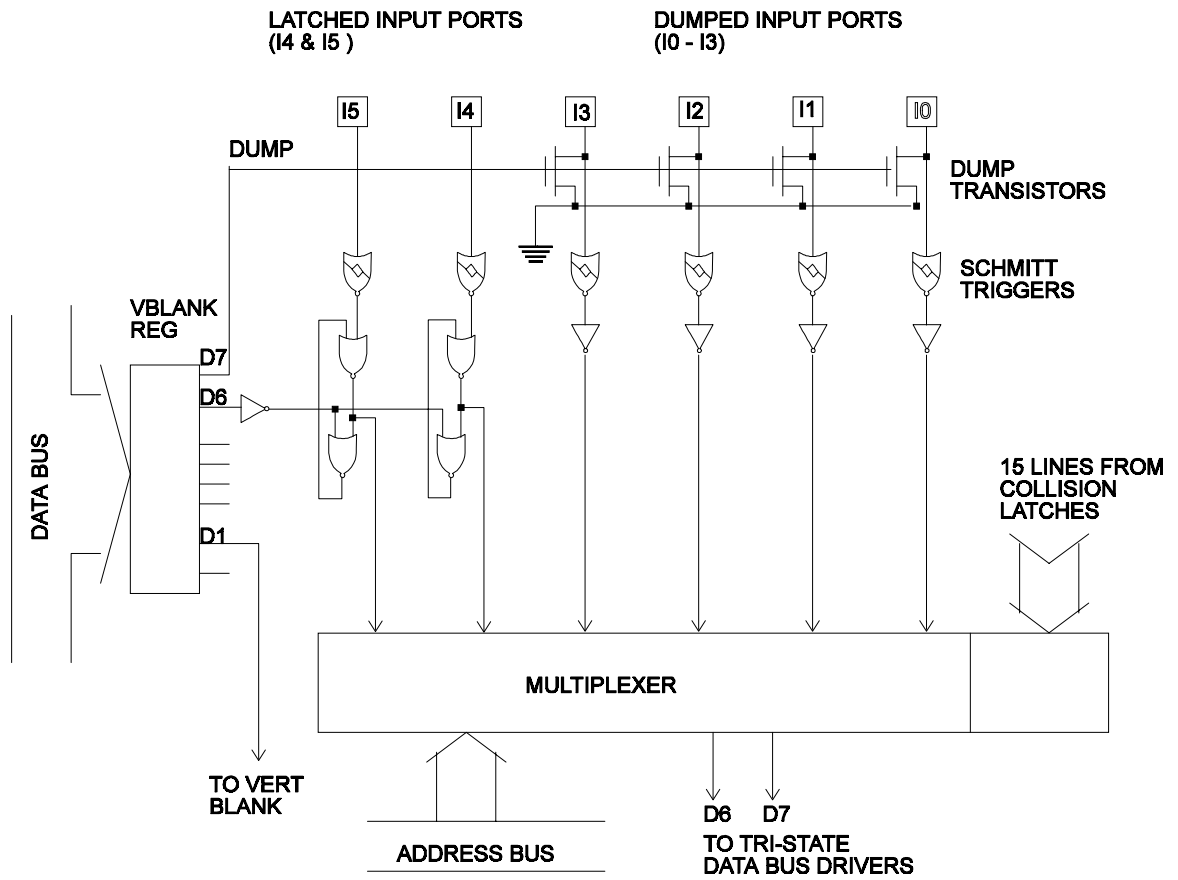 LATCHED INPUT PORTS
(I4 & I5 )
DUMPED INPUT PORTS
(I0 - I3)
I5
I4
I3
I2
I1
I0
DUMP
DUMP
TRANSISTORS
SCHMITT
TRIGGERS
VBLANK
REG
D7
D6
D1
DATA BUS
15 LINES FROM
COLLISION
LATCHES
MULTIPLEXER
TO VERT
BLANK
ADDRESS BUS
D6
D7
TO TRI-STATE
DATA BUS DRIVERS